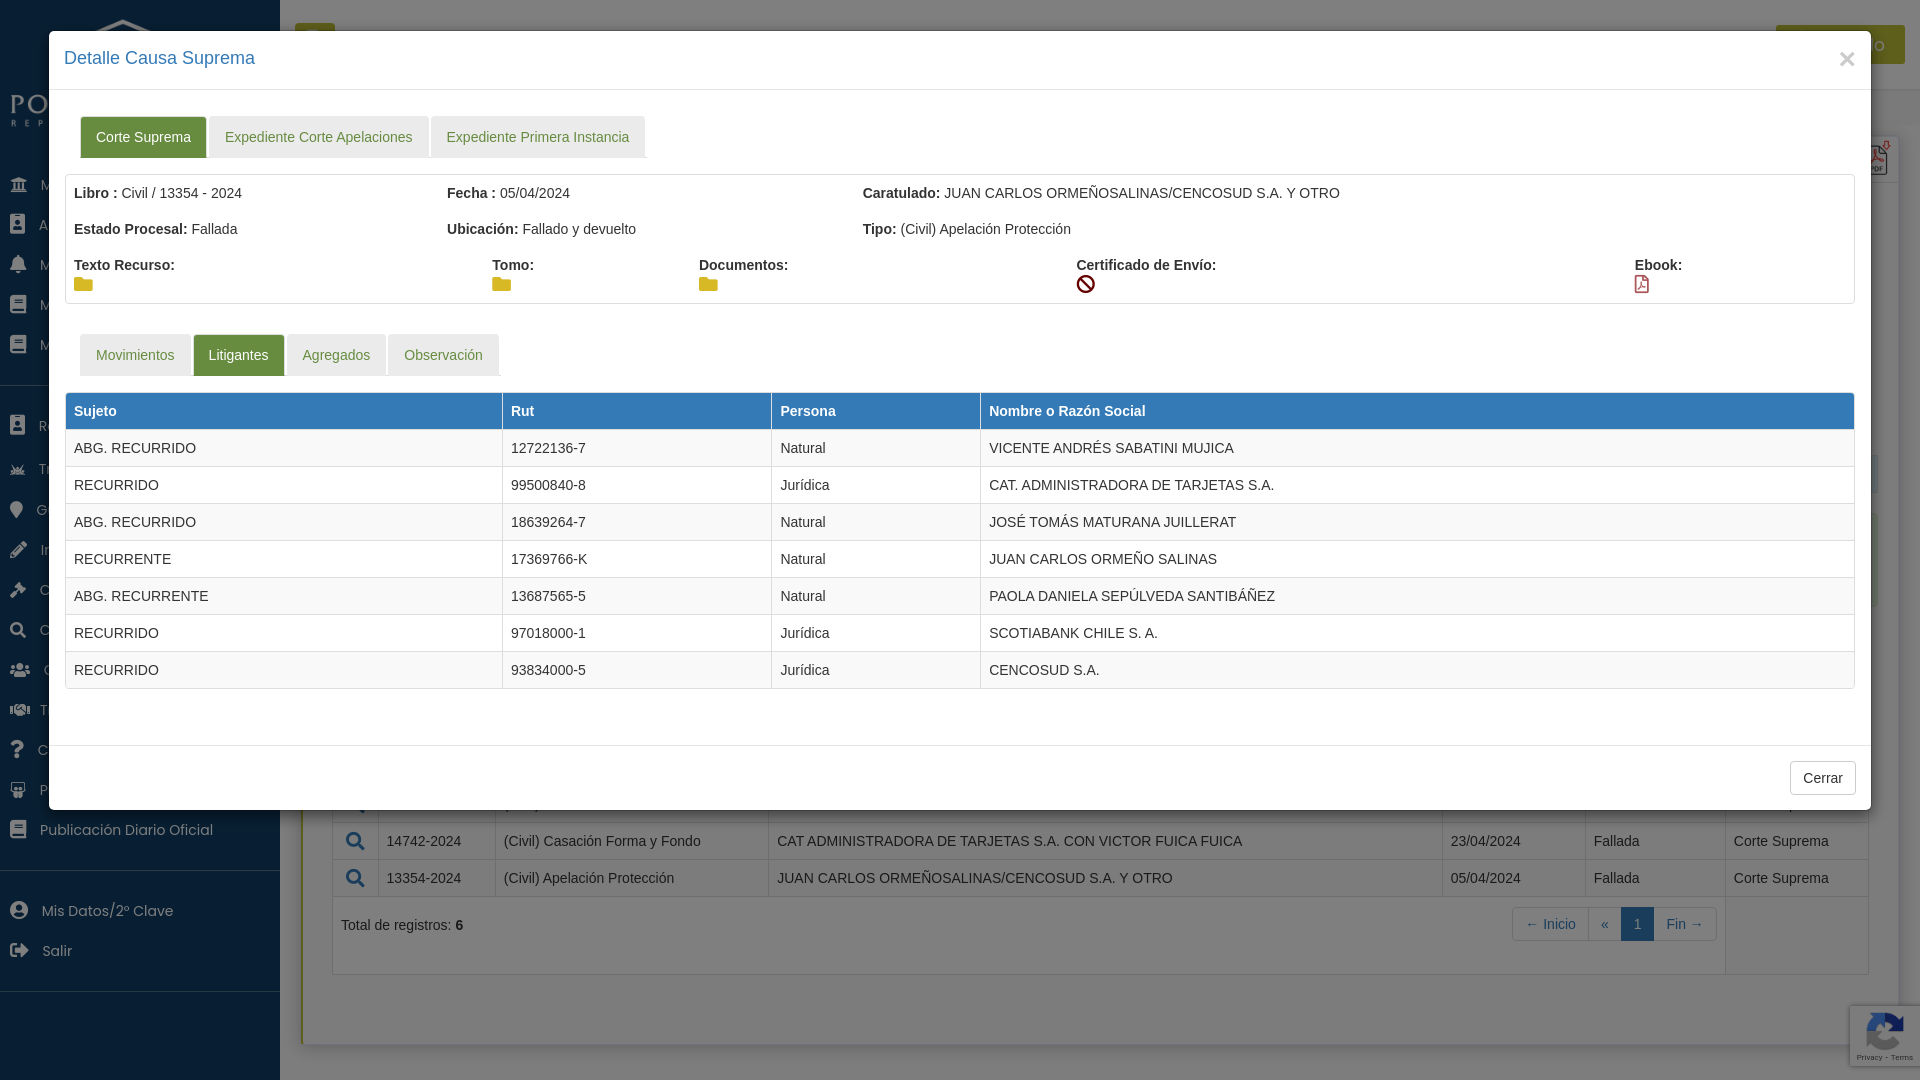 Detalle Causa Suprema
×
Corte Suprema
Expediente Corte Apelaciones
Expediente Primera Instancia
Libro : Civil / 13354 - 2024
Fecha : 05/04/2024
Caratulado: JUAN CARLOS ORMEÑOSALINAS/CENCOSUD S.A. Y OTRO
Estado Procesal: Fallada
Ubicación: Fallado y devuelto
Tipo: (Civil) Apelación Protección
Texto Recurso:
Tomo:
Documentos:
Certificado de Envío:
Ebook:
Movimientos
Litigantes
Agregados
Observación
Sujeto Rut Persona Nombre o Razón Social
ABG. RECURRIDO 12722136-7 Natural VICENTE ANDRÉS SABATINI MUJICA
RECURRIDO 99500840-8 Jurídica CAT. ADMINISTRADORA DE TARJETAS S.A.
ABG. RECURRIDO 18639264-7 Natural JOSÉ TOMÁS MATURANA JUILLERAT
RECURRENTE 17369766-K Natural JUAN CARLOS ORMEÑO SALINAS
ABG. RECURRENTE 13687565-5 Natural PAOLA DANIELA SEPÚLVEDA SANTIBÁÑEZ
RECURRIDO 97018000-1 Jurídica SCOTIABANK CHILE S. A.
RECURRIDO 93834000-5 Jurídica CENCOSUD S.A.
Cerrar
Publicación Diario Oficial
Mis Datos/2º Clave
Salir
14742-2024 (Civil) Casación Forma y Fondo CAT ADMINISTRADORA DE TARJETAS S.A. CON VICTOR FUICA FUICA 23/04/2024 Fallada Corte Suprema
13354-2024 (Civil) Apelación Protección JUAN CARLOS ORMEÑOSALINAS/CENCOSUD S.A. Y OTRO 05/04/2024 Fallada Corte Suprema
Total de registros: 6
← Inicio « 1 Fin →
Privacy - Terms